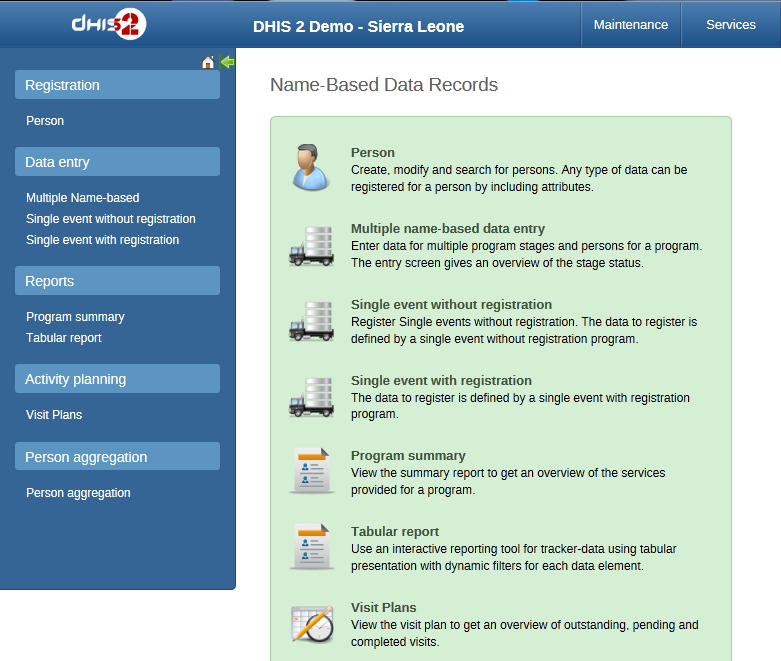 dHIS 2
DHIS 2 Demo - Sierra Leone
Maintenance
Services
Registration
Person
Data entry
Multiple Name-based
Single event without registration
Single event with registration
Reports
Program summary
Tabular report
Activity planning
Visit Plans
Person aggregation
Person aggregation
Name-Based Data Records
Person
Create, modify and search for persons. Any type of data can be
registered for a person by including attributes.
Multiple name-based data entry
Enter data for multiple program stages and persons for a program.
The entry screen gives an overview of the stage status.
Single event without registration
Register Single events without registration. The data to register is
defined by a single event without registration program.
Single event with registration
The data to register is defined by a single event with registration
program.
Program summary
View the summary report to get an overview of the services
provided for a program.
Tabular report
Use an interactive reporting tool for tracker-data using tabular
presentation with dynamic filters for each data element.
Visit Plans
View the visit plan to get an overview of outstanding, pending and
completed visits.